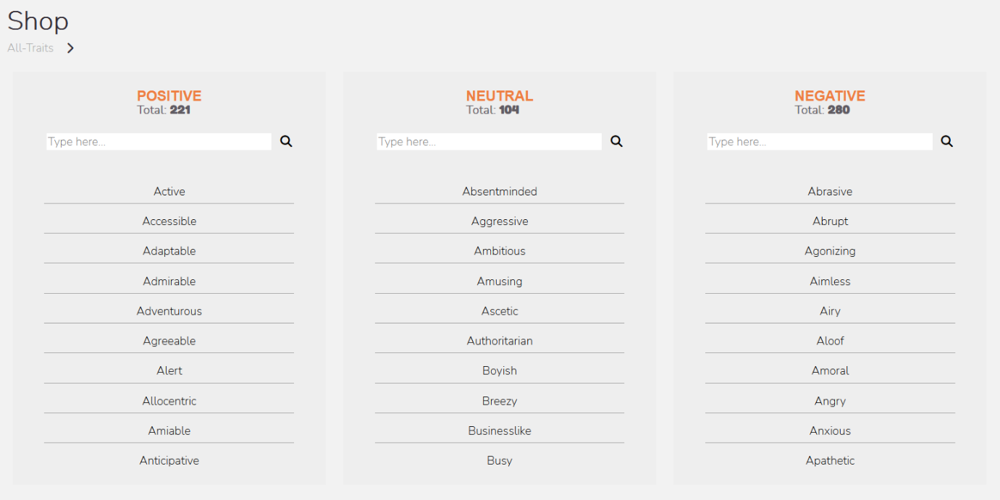 Shop
All-Traits
POSITIVE
Total: 221
Type here...
Active
Accessible
Adaptable
Admirable
Adventurous
Agreeable
Alert
Allocentric
Amiable
Anticipative
NEUTRAL
Total: 104
Type here...
Absentminded
Aggressive
Ambitious
Amusing
Ascetic
Authoritarian
Boyish
Breezy
Businesslike
Busy
NEGATIVE
Total: 280
Type here...
Abrasive
Abrupt
Agonizing
Aimless
Airy
Aloof
Amoral
Angry
Anxious
Apathetic